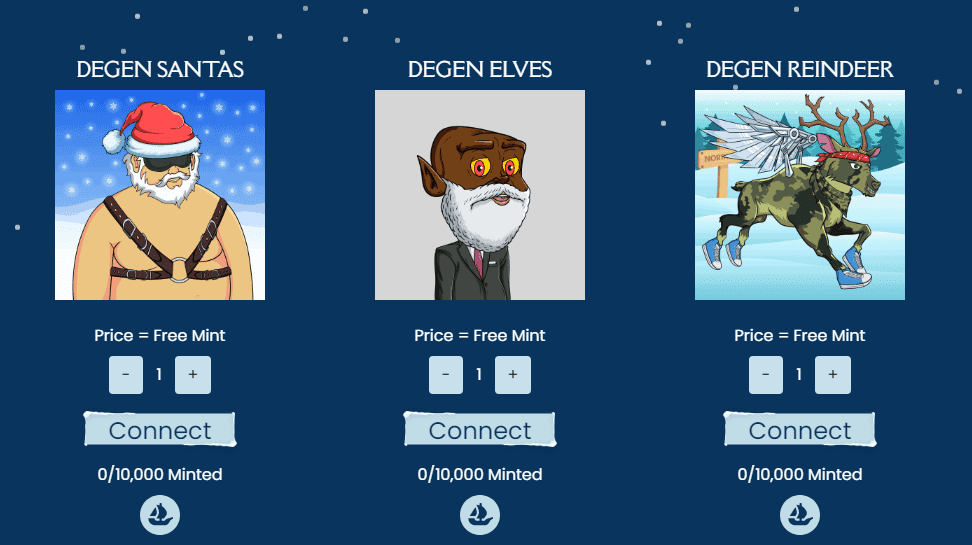 DEGEN SANTAS
DEGEN ELVES
DEGEN REINDEER
NOR
Price = Free Mint
Price = Free Mint
Price = Free Mint
- 1 +
- 1 +
- 1 +
Connect
Connect
Connect
0/10,000 Minted
0/10,000 Minted
0/10,000 Minted